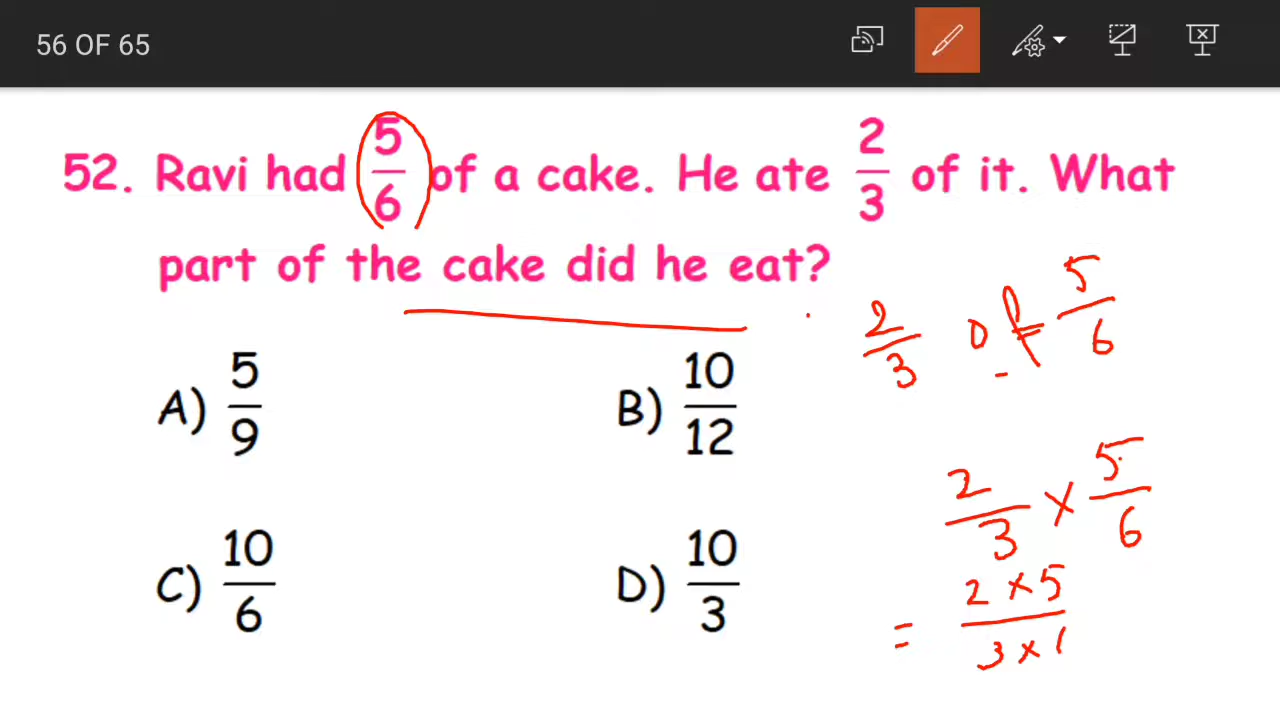 56 OF 65
52. Ravi had 5/6 of a cake. He ate 2/3 of it. What
part of the cake did he eat?
2/3 of 5/6
A) 5/9
B) 10/12
2/3 × 5/6
C) 10/6
D) 10/3
= 2 × 5 / 3 ×